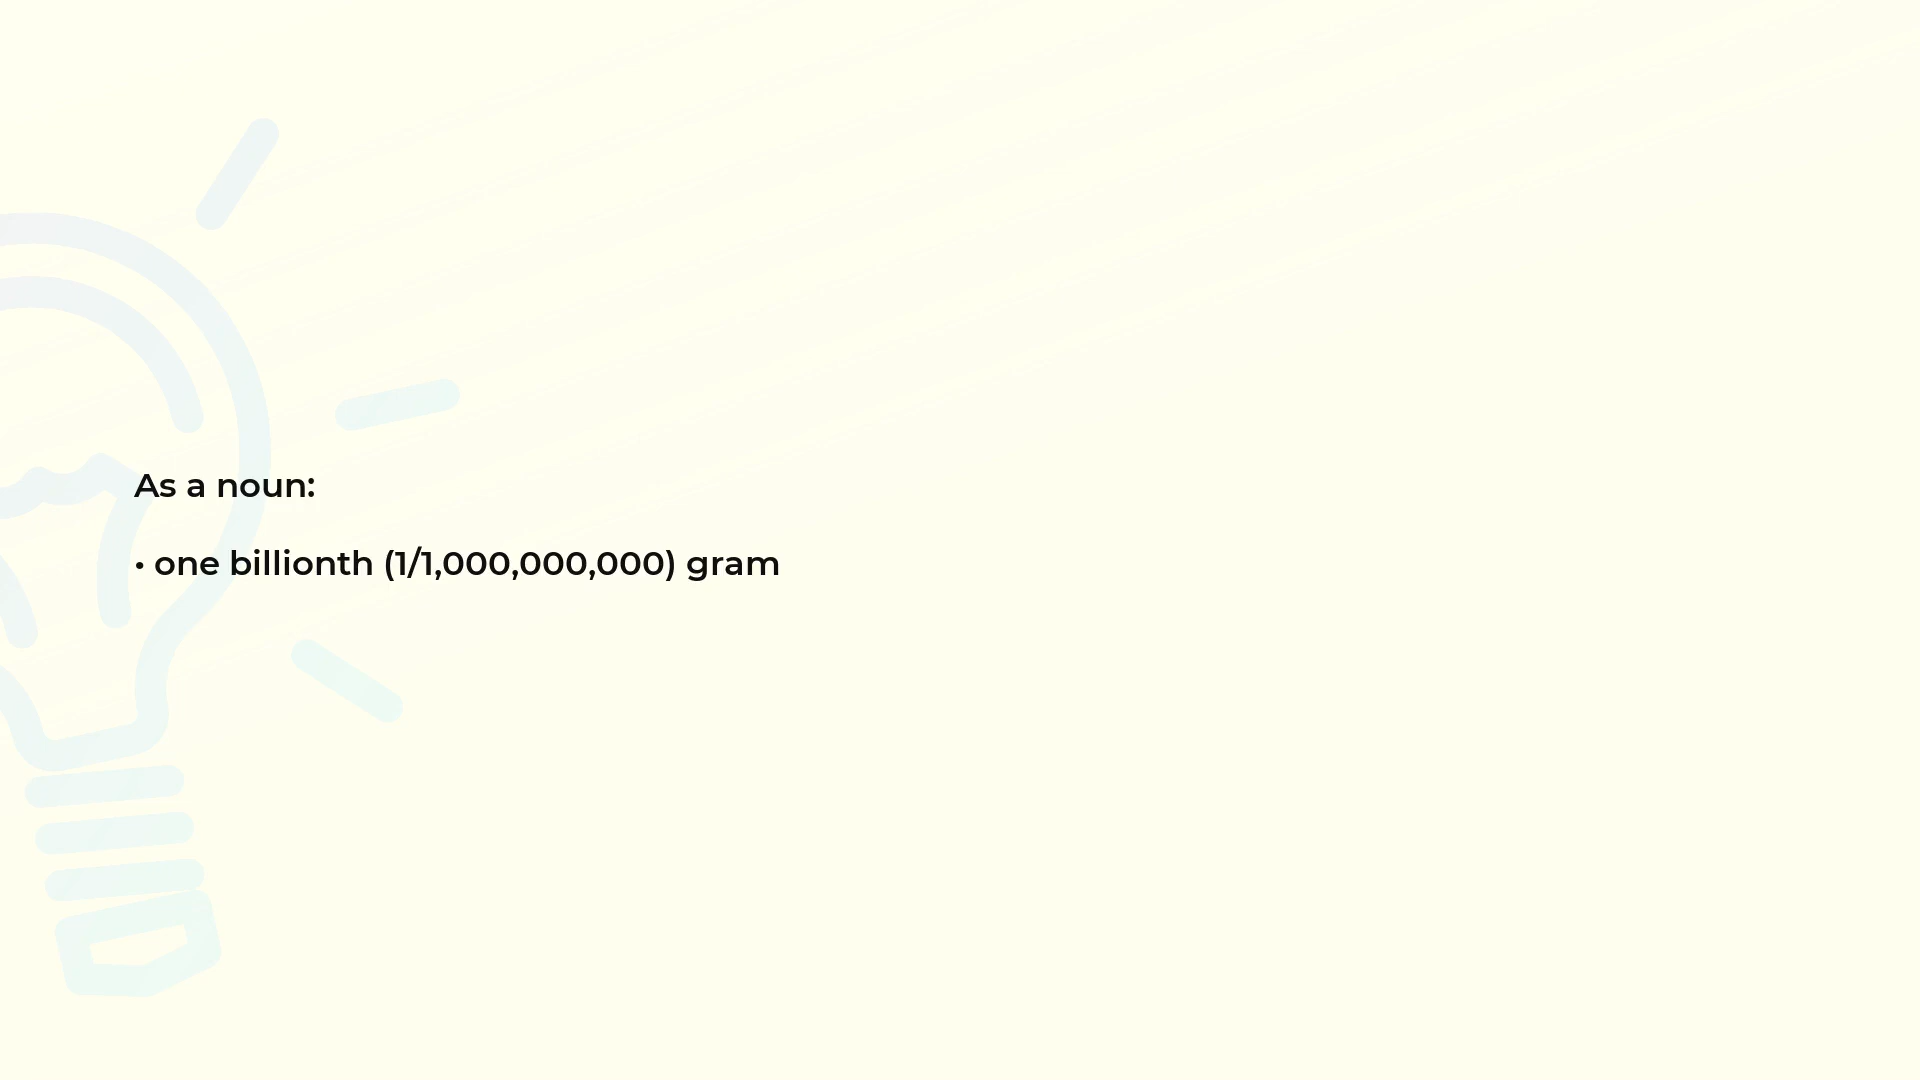 As a noun:
• one billionth (1/1,000,000,000) gram